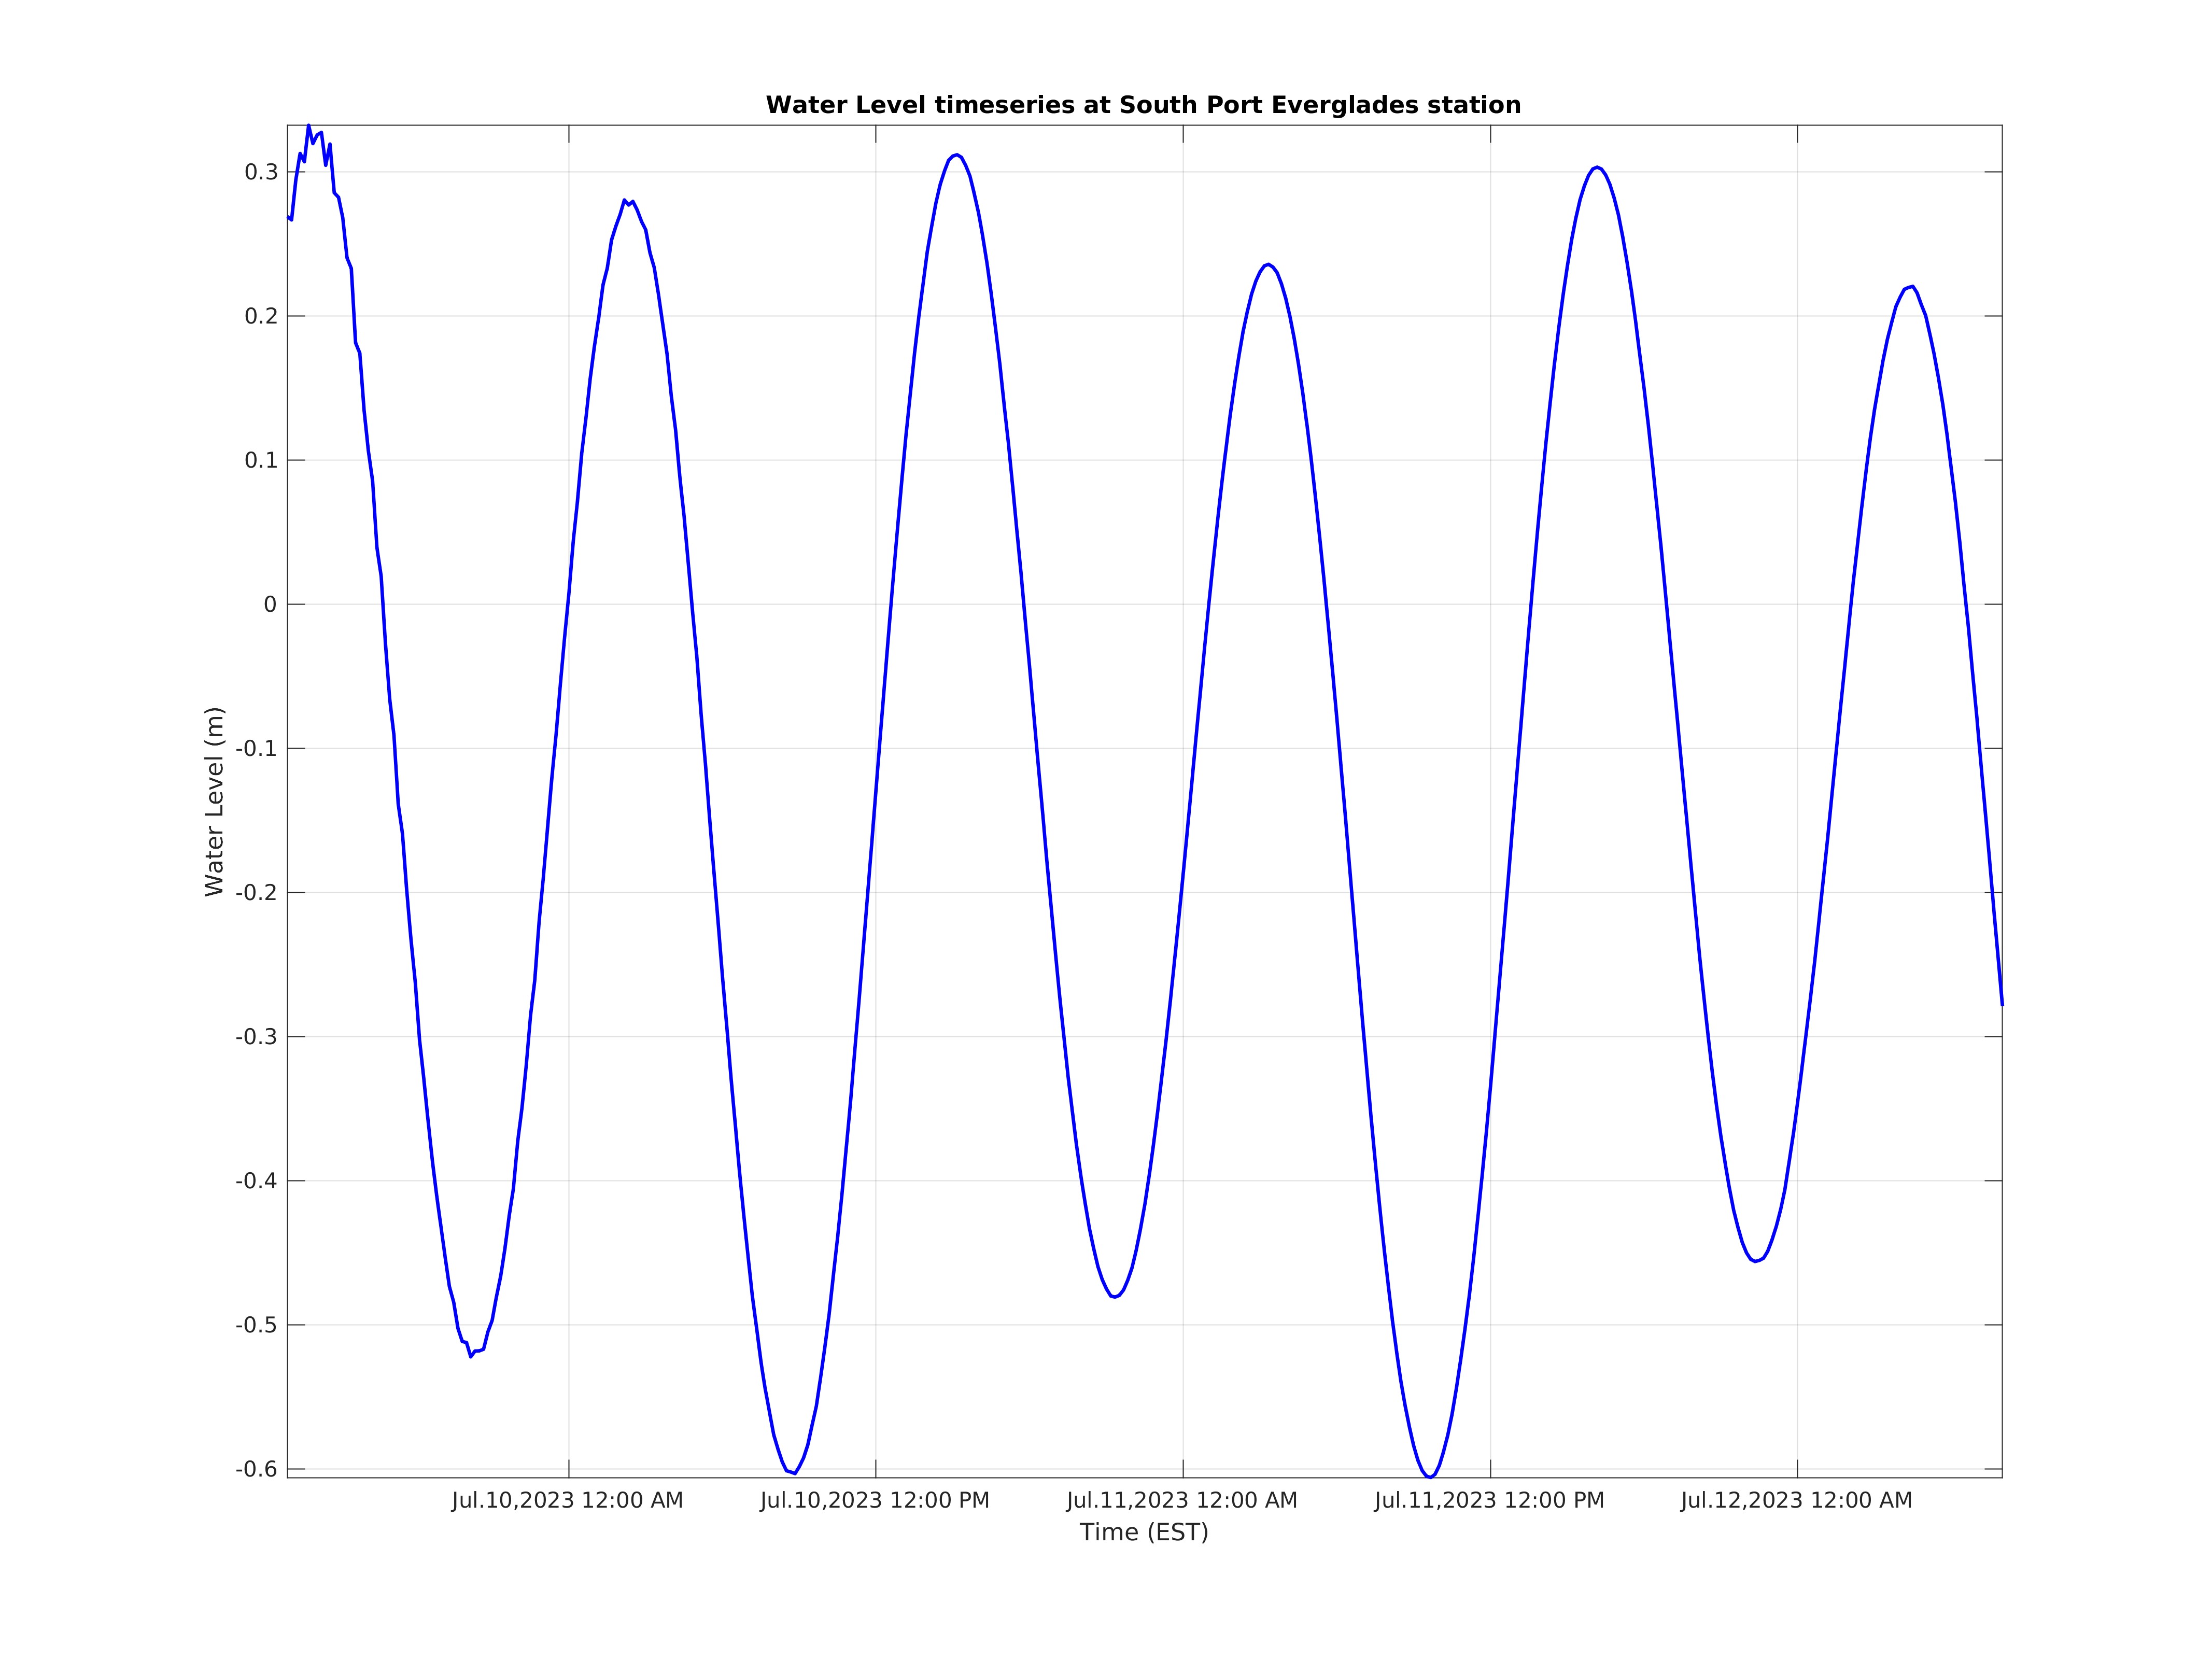 Water Level timeseries at South Port Everglades station
0.3
0.2
0.1
0
-0.1
-0.2
-0.3
-0.4
-0.5
-0.6
Water Level (m)
Jul.10,2023 12:00 AM Jul.10,2023 12:00 PM Jul.11,2023 12:00 AM Jul.11,2023 12:00 PM Jul.12,2023 12:00 AM
Time (EST)